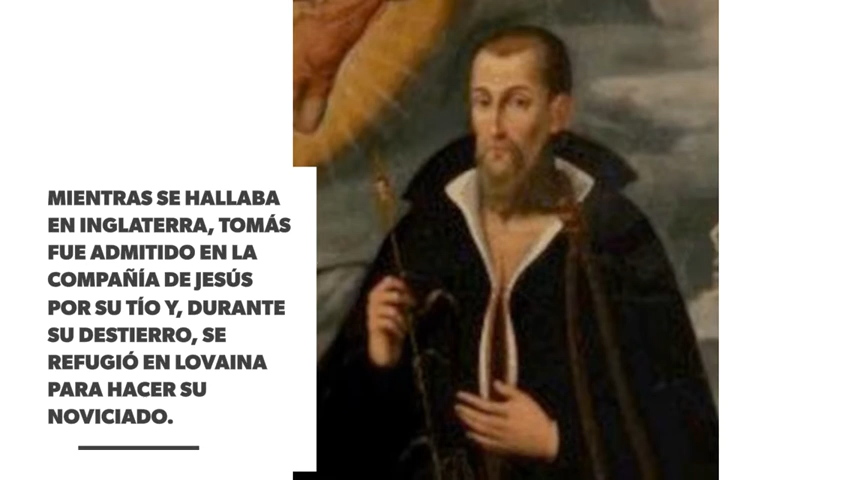 MIENTRAS SE HALLABA
EN INGLATERRA, TOMÁS
FUE ADMITIDO EN LA
COMPAÑÍA DE JESÚS
POR SU TÍO Y, DURANTE
SU DESTIERRO, SE
REFUGIÓ EN LOVAINA
PARA HACER SU
NOVICIADO.